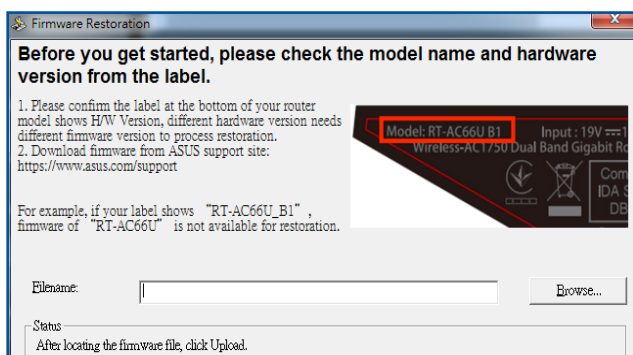 Firmware Restoration
Before you get started, please check the model name and hardware
version from the label.
1. Please confirm the label at the bottom of your router
model shows H/W Version, different hardware version needs
different firmware version to process restoration.
2. Download firmware from ASUS support site:
https://www.asus.com/support
For example, if your label shows “RT-AC66U_B1”,
firmware of “RT-AC66U” is not available for restoration.
Model: RT-AC66U B1 Input : 19V
Wireless-AC1750 Dual Band Gigabit
Com
IDA
DB
Filename:
Browse...
Status
After locating the firmware file, click Upload.